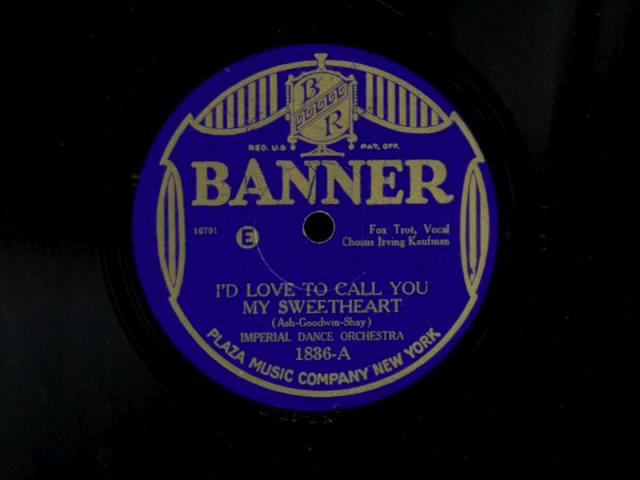 B
R
REG. U.S. PAT. OFF.
BANNER
16791
E
Fox Trot, Vocal
Chorus Irving Kaufman
I'D LOVE TO CALL YOU
MY SWEETHEART
(Ash-Goodwin-Shay)
IMPERIAL DANCE ORCHESTRA
1836-A
PLAZA MUSIC COMPANY NEW YORK